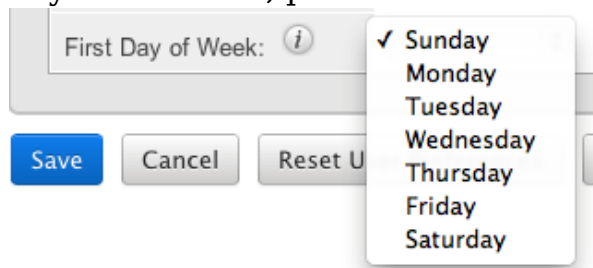 First Day of Week: i ✓ Sunday
Monday
Tuesday
Wednesday
Thursday
Friday
Saturday
Save Cancel Reset U